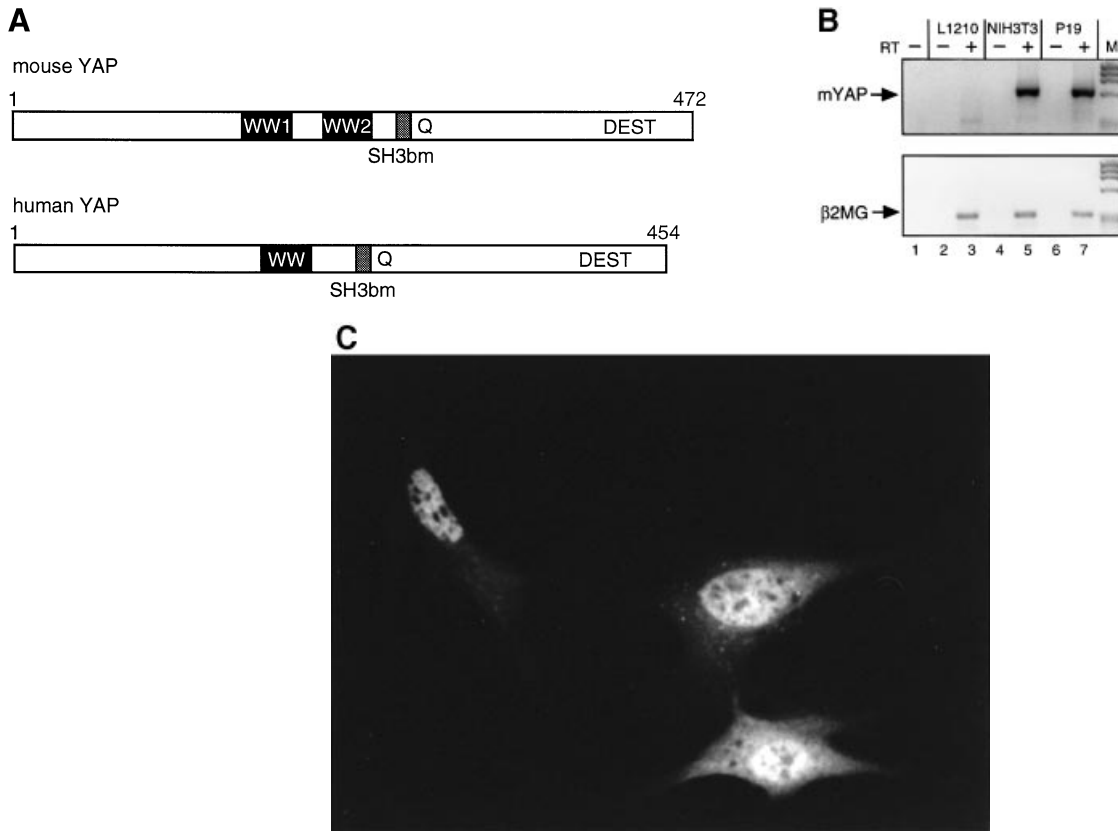 A
mouse YAP
1 472
WW1 WW2 Q DEST
SH3bm
human YAP
1 454
WW Q DEST
SH3bm
B
L1210 NIH3T3 P19
RT − − + − + − + M
mYAP
β2MG
1 2 3 4 5 6 7
C